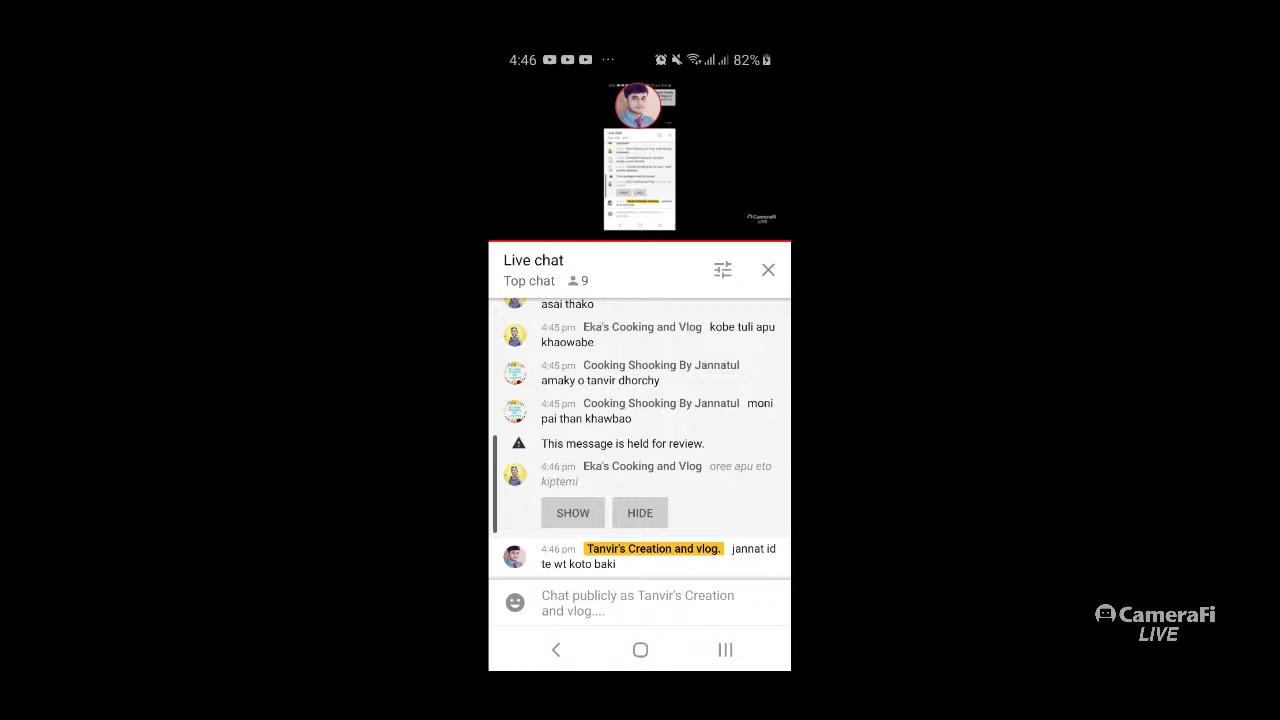 4:46 ... 82%
Live chat
Top chat 9
asai thako
4:45 pm Eka's Cooking and Vlog kobe tuli apu
khaowabe
4:45 pm Cooking Shooking By Jannatul
amaky o tanvir dhorchy
4:45 pm Cooking Shooking By Jannatul moni
pai than khawbao
This message is held for review.
4:46 pm Eka's Cooking and Vlog oree apu eto
kiptemi
SHOW HIDE
4:46 pm Tanvir's Creation and vlog. jannat id
te wt koto baki
Chat publicly as Tanvir's Creation
and vlog....
CameraFi
LIVE
CameraFi
LIVE